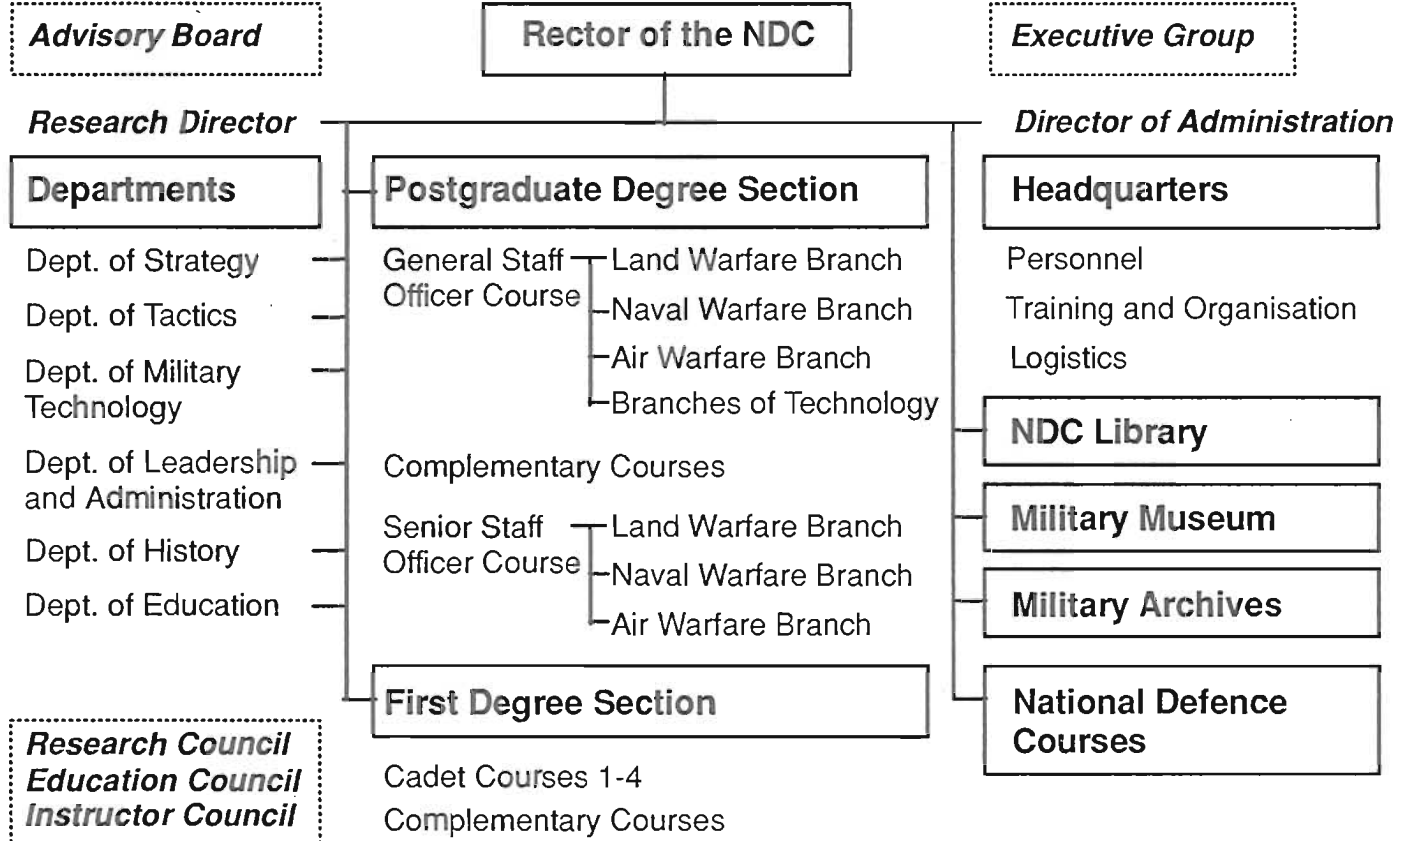 Advisory Board
Rector of the NDC
Executive Group
Research Director
Director of Administration
Departments
Dept. of Strategy
Dept. of Tactics
Dept. of Military
Technology
Dept. of Leadership
and Administration
Dept. of History
Dept. of Education
Research Council
Education Council
Instructor Council
Postgraduate Degree Section
General Staff
Officer Course
Land Warfare Branch
Naval Warfare Branch
Air Warfare Branch
Branches of Technology
Complementary Courses
Senior Staff
Officer Course
Land Warfare Branch
Naval Warfare Branch
Air Warfare Branch
First Degree Section
Cadet Courses 1-4
Complementary Courses
Headquarters
Personnel
Training and Organisation
Logistics
NDC Library
Military Museum
Military Archives
National Defence
Courses